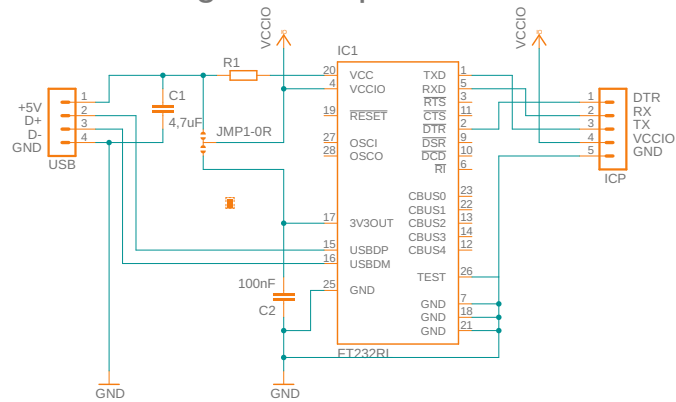 VCCIO
VCCIO
IC1
R1
20 VCC TXD 1
4 VCCIO RXD 5
RTS 3
19 RESET CTS 11
DTR 2
27 OSCI DSR 9
28 OSCO DCD 10
RI 6
CBUS0 23
CBUS1 22
17 3V3OUT CBUS2 13
CBUS3 14
15 USBDP CBUS4 12
16 USBDM
TEST 26
25 GND
GND 7
GND 18
GND 21
FT232RL
+5V 1
D+ 2
D- 3
GND 4
USB
C1
4,7uF
JMP1-0R
100nF
C2
1 DTR
2 RX
3 TX
4 VCCIO
5 GND
ICP
GND
GND